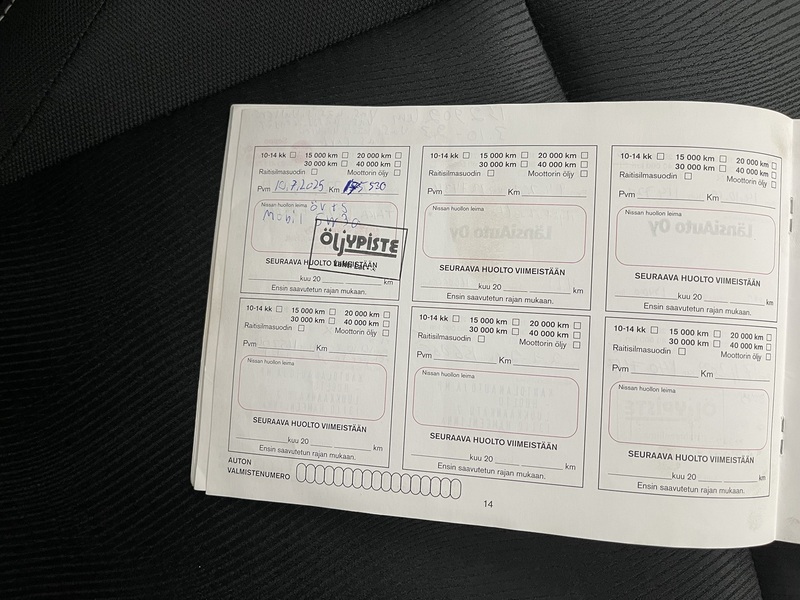 10-14 kk 15 000 km 20 000 km
30 000 km 40 000 km
Raitisilmasuodin Moottorin öljy
Pvm 10.7.2025 Km
Nissan huollon leima öv+s
Mobil 5w30
ÖLJYPISTE
SEURAAVA HUOLTO VIIMEISTÄÄN
kuu 20 km
Ensin saavutetun rajan mukaan.
10-14 kk 15 000 km 20 000 km
30 000 km 40 000 km
Raitisilmasuodin Moottorin öljy
Pvm Km
Nissan huollon leima
SEURAAVA HUOLTO VIIMEISTÄÄN
kuu 20 km
Ensin saavutetun rajan mukaan.
10-14 kk 15 000 km 20 000 km
30 000 km 40 000 km
Raitisilmasuodin Moottorin öljy
Pvm Km
Nissan huollon leima
LänsiAuto Oy
SEURAAVA HUOLTO VIIMEISTÄÄN
kuu 20 km
Ensin saavutetun rajan mukaan.
10-14 kk 15 000 km 20 000 km
30 000 km 40 000 km
Raitisilmasuodin Moottorin öljy
Pvm Km
Nissan huollon leima
SEURAAVA HUOLTO VIIMEISTÄÄN
kuu 20 km
Ensin saavutetun rajan mukaan.
10-14 kk 15 000 km 20 000 km
30 000 km 40 000 km
Raitisilmasuodin Moottorin öljy
Pvm Km
Nissan huollon leima
SEURAAVA HUOLTO VIIMEISTÄÄN
kuu 20 km
Ensin saavutetun rajan mukaan.
10-14 kk 15 000 km 20 000 km
30 000 km 40 000 km
Raitisilmasuodin Moottorin öljy
Pvm Km
Nissan huollon leima
SEURAAVA HUOLTO VIIMEISTÄÄN
kuu 20 km
Ensin saavutetun rajan mukaan.
AUTON
VALMISTENUMERO
14